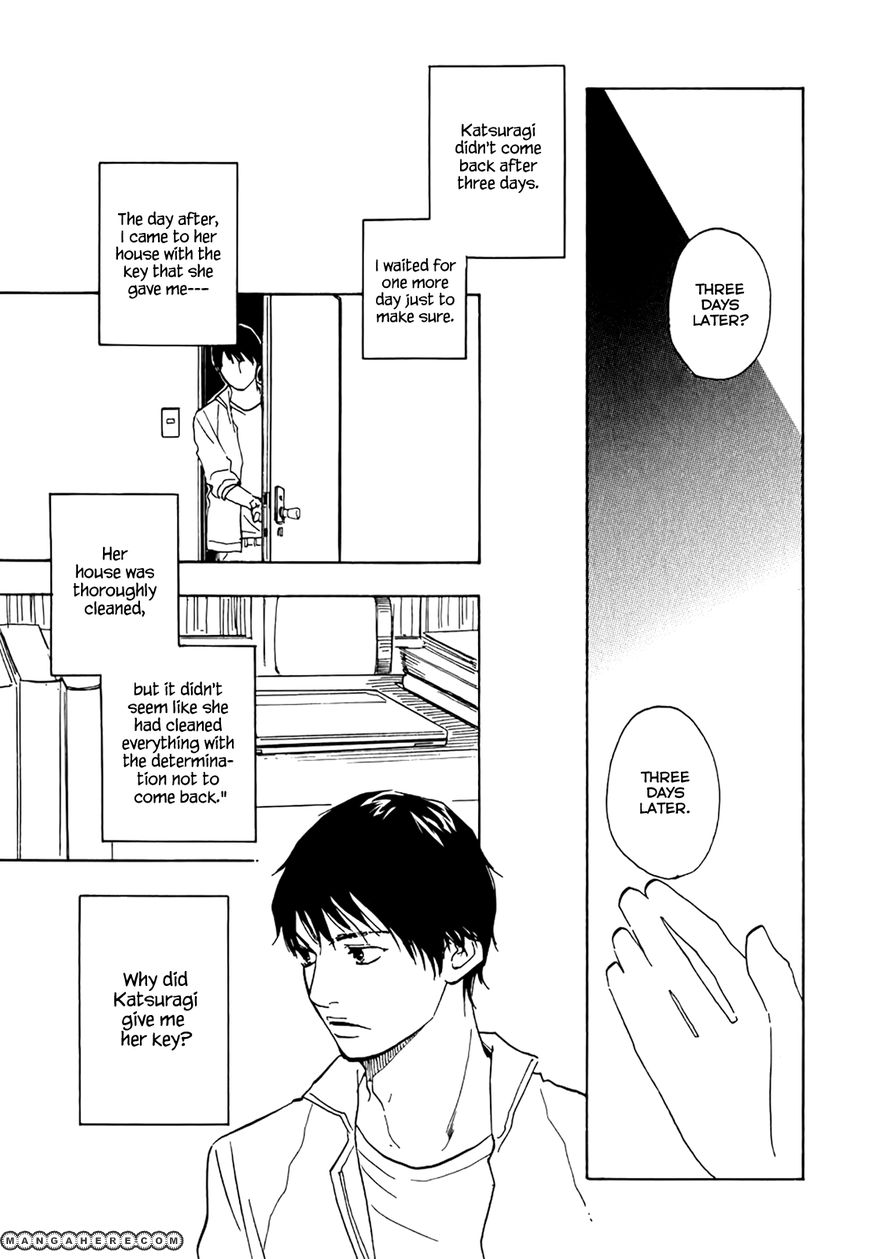 THREE
DAYS
LATER?
THREE
DAYS
LATER.
Katsuragi
didn't come
back after
three days.
I waited for
one more
day just to
make sure.
The day after,
I came to her
house with the
key that she
gave me---
Her
house was
thoroughly
cleaned,
but it didn't
seem like she
had cleaned
everything with
the determina-
tion not to
come back."
Why did
Katsuragi
give me
her key?
MANGAHERE.COM